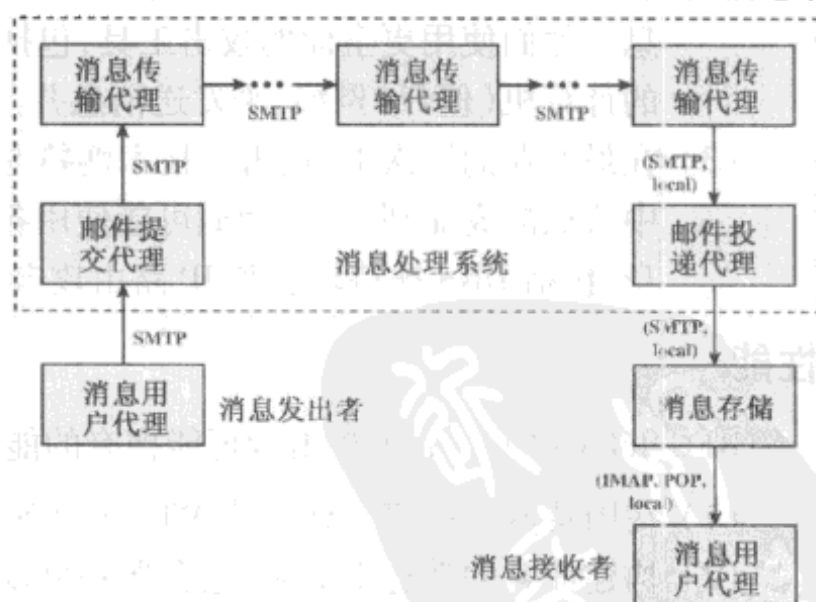 消息传
输代理
SMTP
消息传
输代理
SMTP
消息传
输代理
SMTP
(SMTP,
local)
邮件提
交代理
消息处理系统
邮件投
递代理
SMTP
(SMTP,
local)
消息用
户代理
消息发出者
消息存储
(IMAP, POP,
local)
消息接收者
消息用
户代理